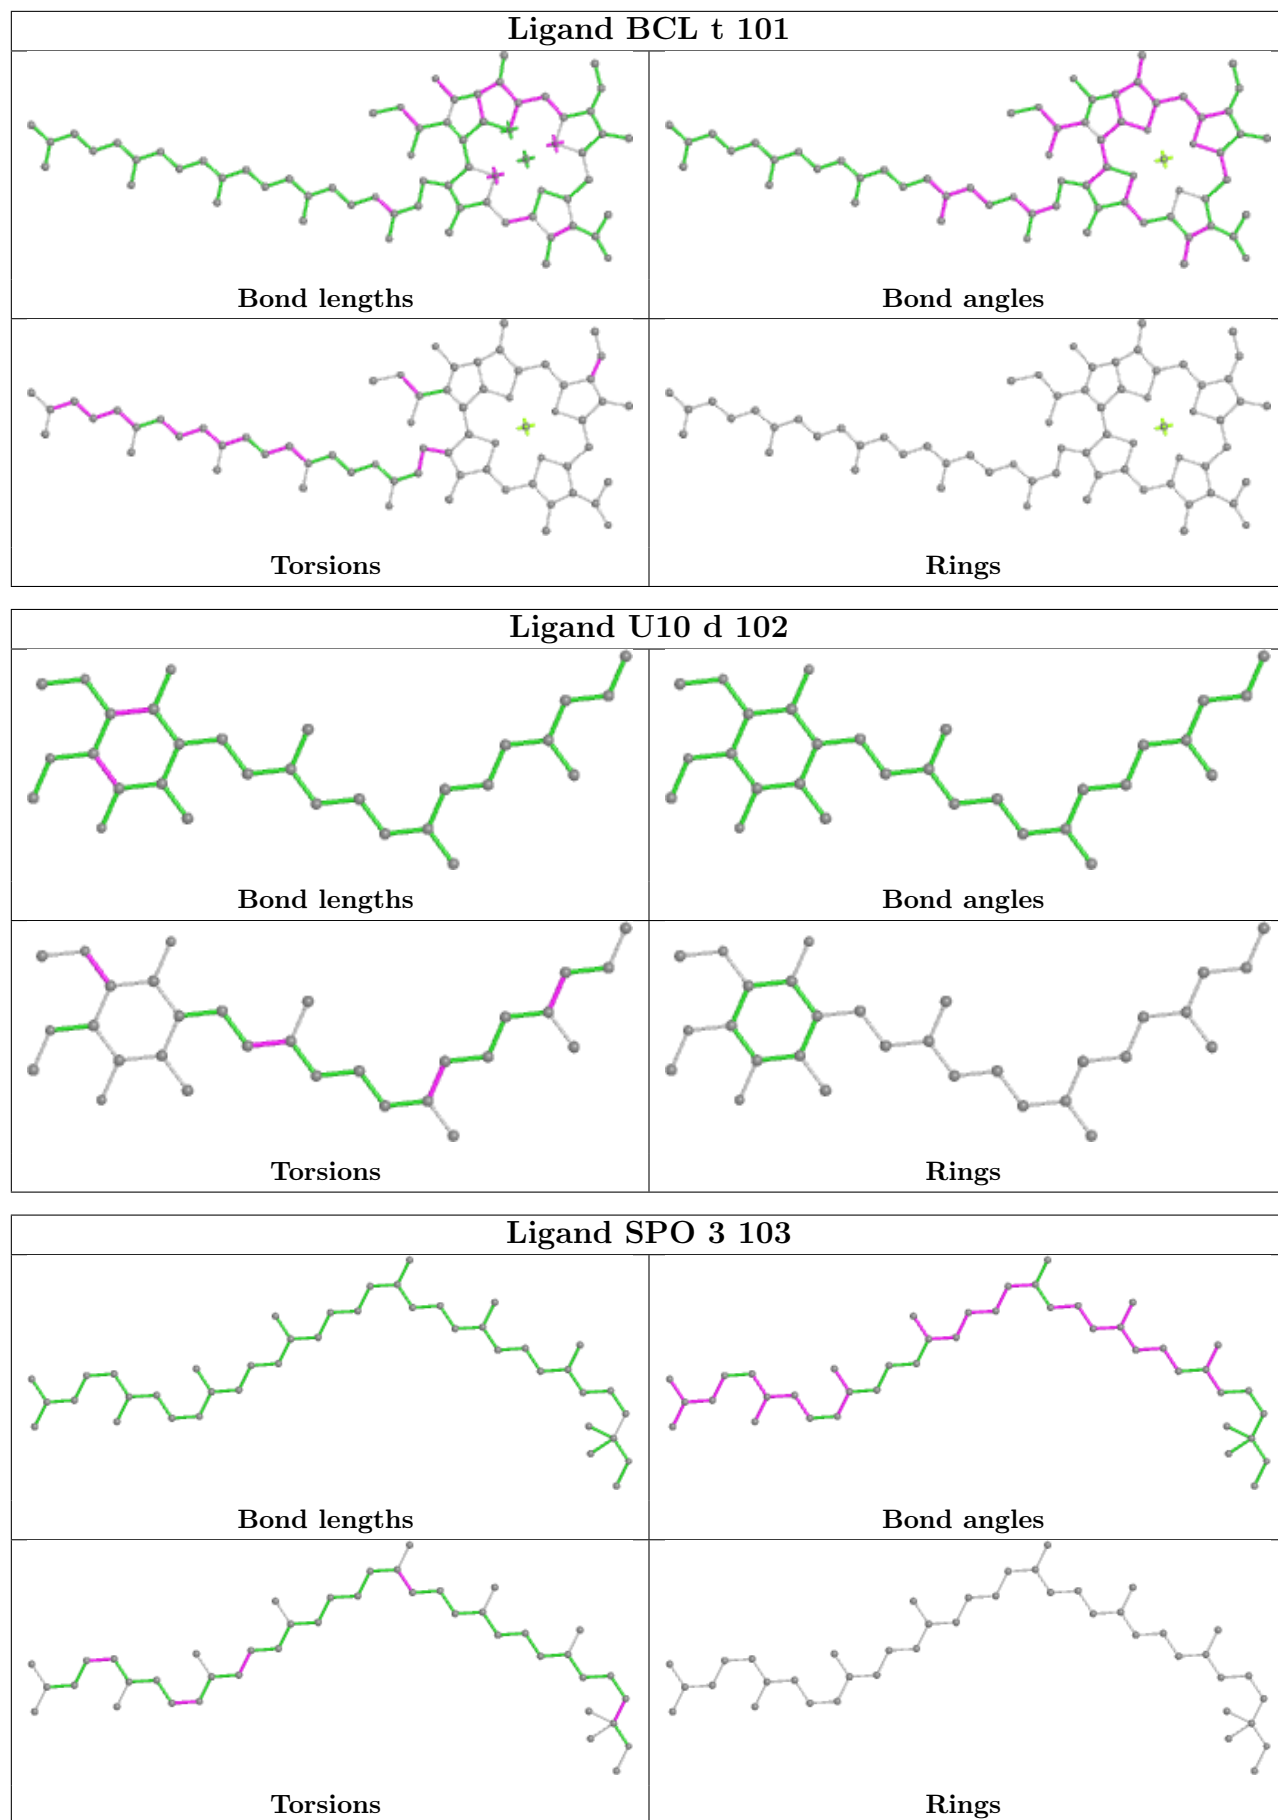 Ligand BCL t 101
Bond lengths
Bond angles
Torsions
Rings
Ligand U10 d 102
Bond lengths
Bond angles
Torsions
Rings
Ligand SPO 3 103
Bond lengths
Bond angles
Torsions
Rings